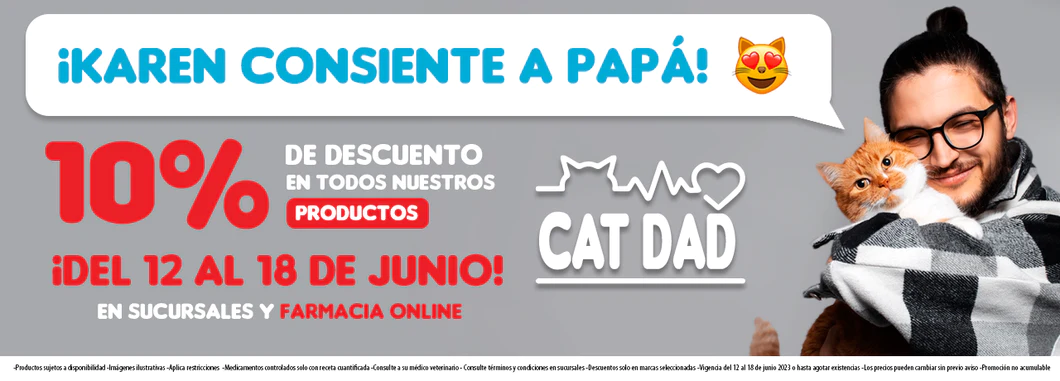 ¡KAREN CONSIENTE A PAPÁ!
10%
DE DESCUENTO
EN TODOS NUESTROS
PRODUCTOS
¡DEL 12 AL 18 DE JUNIO!
EN SUCURSALES Y FARMACIA ONLINE
CAT DAD
-Productos sujetos a disponibilidad -Imágenes ilustrativas -Aplica restricciones -Medicamentos controlados solo con receta cuantificada -Consulte a su médico veterinario - Consulte términos y condiciones en sucursales -Descuentos solo en marcas seleccionadas -Vigencia del 12 al 18 de junio 2023 o hasta agotar existencias -Los precios pueden cambiar sin previo aviso -Promoción no acumulable